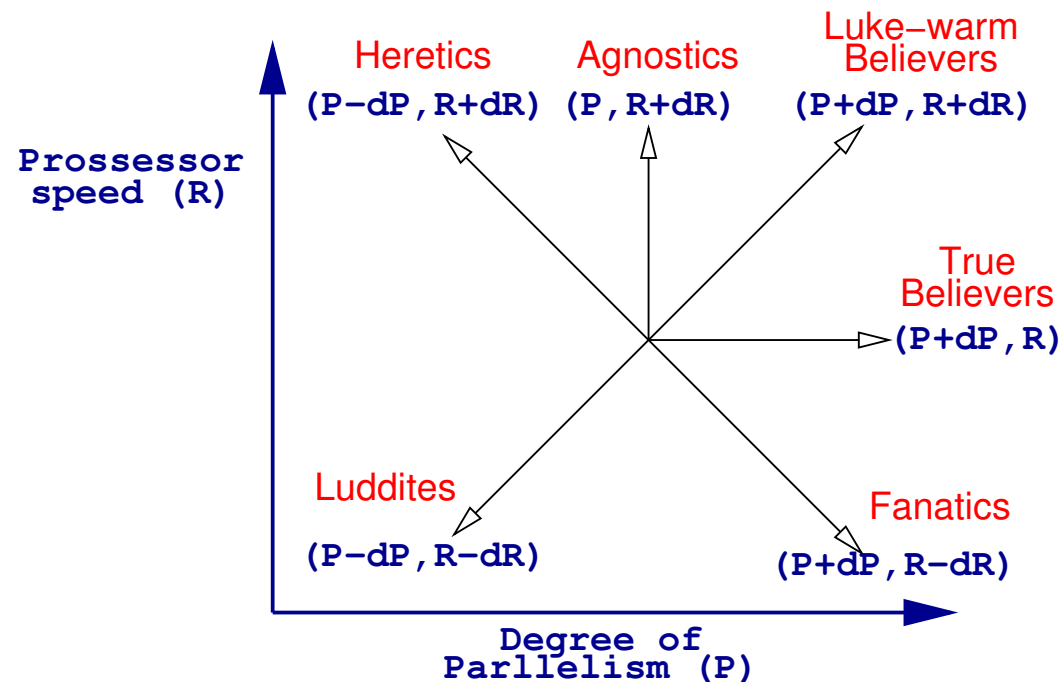 Heretics
(P-dP,R+dR)
Agnostics
(P,R+dR)
Luke-warm
Believers
(P+dP,R+dR)
Prossessor
speed (R)
True
Believers
(P+dP,R)
Luddites
(P-dP,R-dR)
Fanatics
(P+dP,R-dR)
Degree of
Parllelism (P)